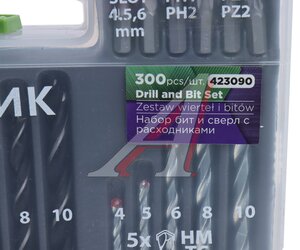 4.5,6 PH2 PZ2
mm
ИК
300 pcs/шт. 423090
Drill and Bit Set
Zestaw wierteł i bitów
Набор бит и сверл с
расходниками
8 10 4 5 6 8 10
5x HM